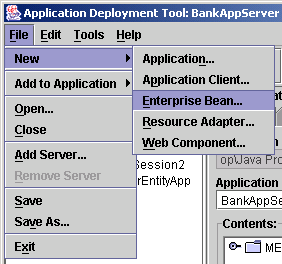 Application Deployment Tool: BankAppServer
File Edit Tools Help
New
Application...
Application Client...
Enterprise Bean...
Resource Adapter...
Web Component...
Add to Application
Open...
Close
Add Server...
Remove Server
Save
Save As...
Exit
Session2
rEntityApp
op\Java Pro
Application
BankAppSe
Contents:
ME